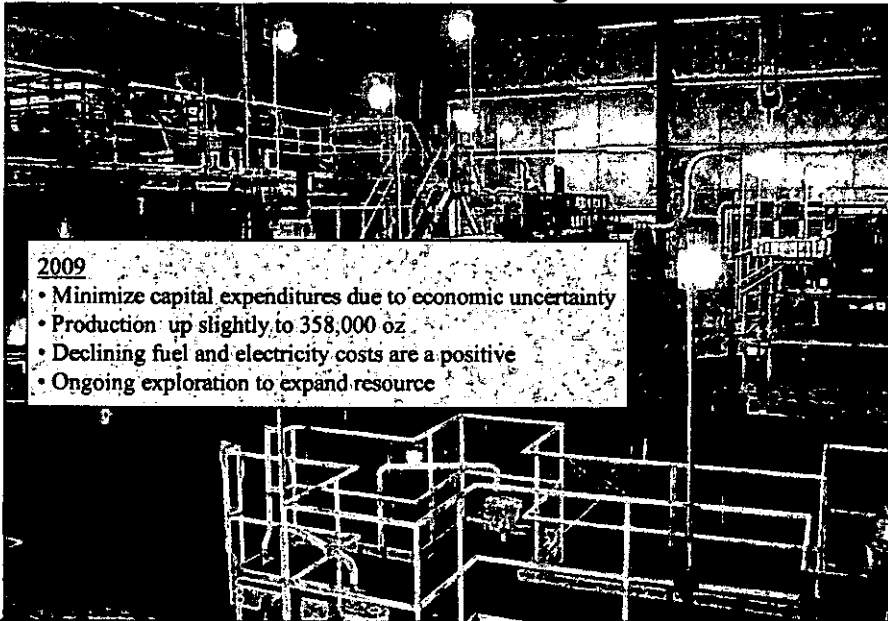 2009
• Minimize capital expenditures due to economic uncertainty
• Production up slightly to 358,000 oz
• Declining fuel and electricity costs are a positive
• Ongoing exploration to expand resource